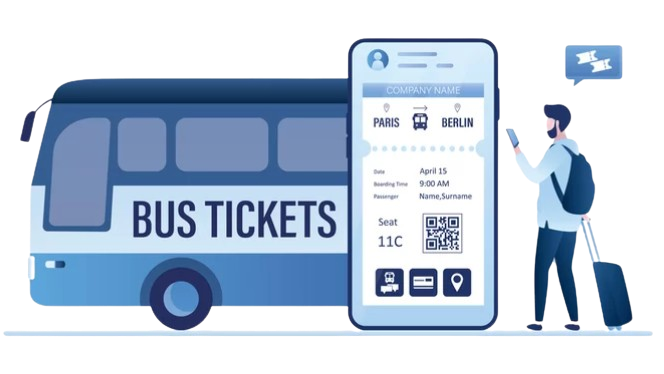 BUS TICKETS
COMPANY NAME
PARIS BERLIN
Date April 15
Boarding Time 9:00 AM
Passenger Name,Surname
Seat
11C